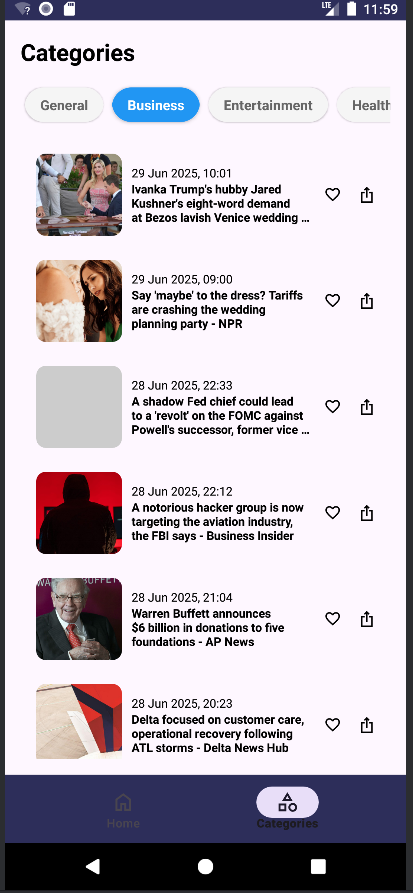 LTE 11:59
Categories
General Business Entertainment Health
29 Jun 2025, 10:01
Ivanka Trump's hubby Jared
Kushner's eight-word demand
at Bezos lavish Venice wedding ...
29 Jun 2025, 09:00
Say 'maybe' to the dress? Tariffs
are crashing the wedding
planning party - NPR
28 Jun 2025, 22:33
A shadow Fed chief could lead
to a 'revolt' on the FOMC against
Powell's successor, former vice ...
28 Jun 2025, 22:12
A notorious hacker group is now
targeting the aviation industry,
the FBI says - Business Insider
28 Jun 2025, 21:04
Warren Buffett announces
$6 billion in donations to five
foundations - AP News
28 Jun 2025, 20:23
Delta focused on customer care,
operational recovery following
ATL storms - Delta News Hub
Home Categories